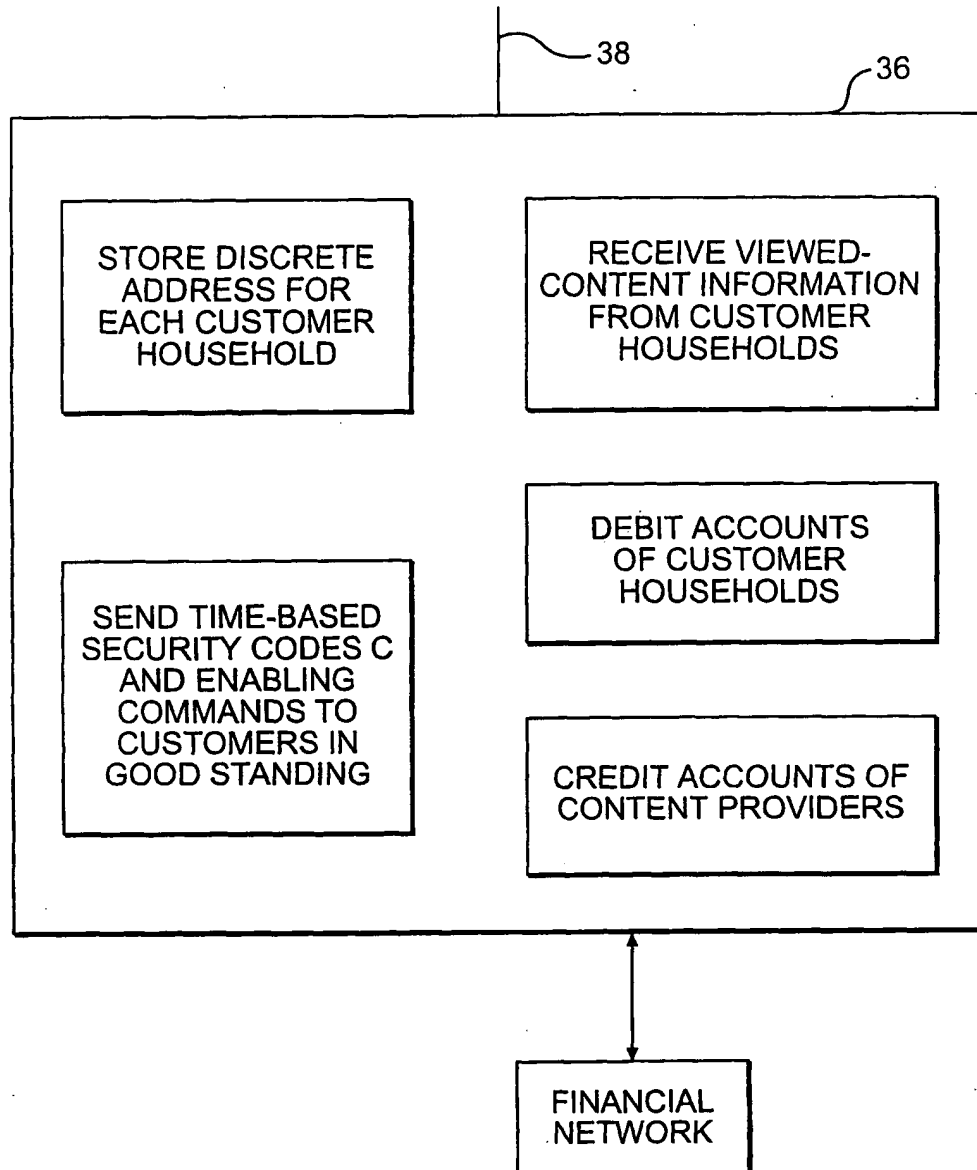 38
36
STORE DISCRETE
ADDRESS FOR
EACH CUSTOMER
HOUSEHOLD
RECEIVE VIEWED-
CONTENT INFORMATION
FROM CUSTOMER
HOUSEHOLDS
SEND TIME-BASED
SECURITY CODES C
AND ENABLING
COMMANDS TO
CUSTOMERS IN
GOOD STANDING
DEBIT ACCOUNTS
OF CUSTOMER
HOUSEHOLDS
CREDIT ACCOUNTS OF
CONTENT PROVIDERS
FINANCIAL
NETWORK